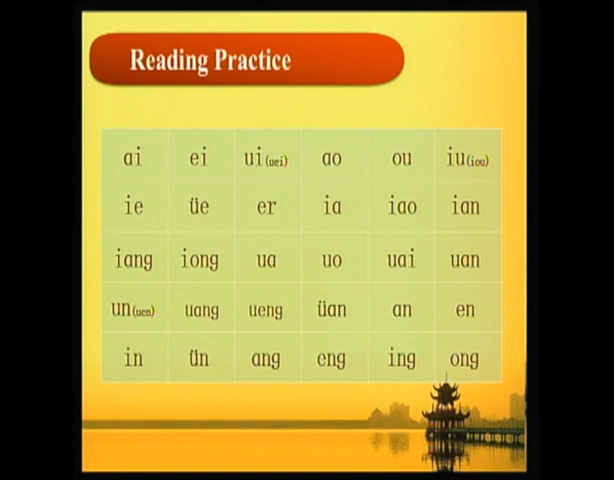 Reading Practice
ai ei ui(uei) ao ou iu(iou)
ie üe er ia iao ian
iang iong ua uo uai uan
un(uen) uang ueng üan an en
in ün ang eng ing ong